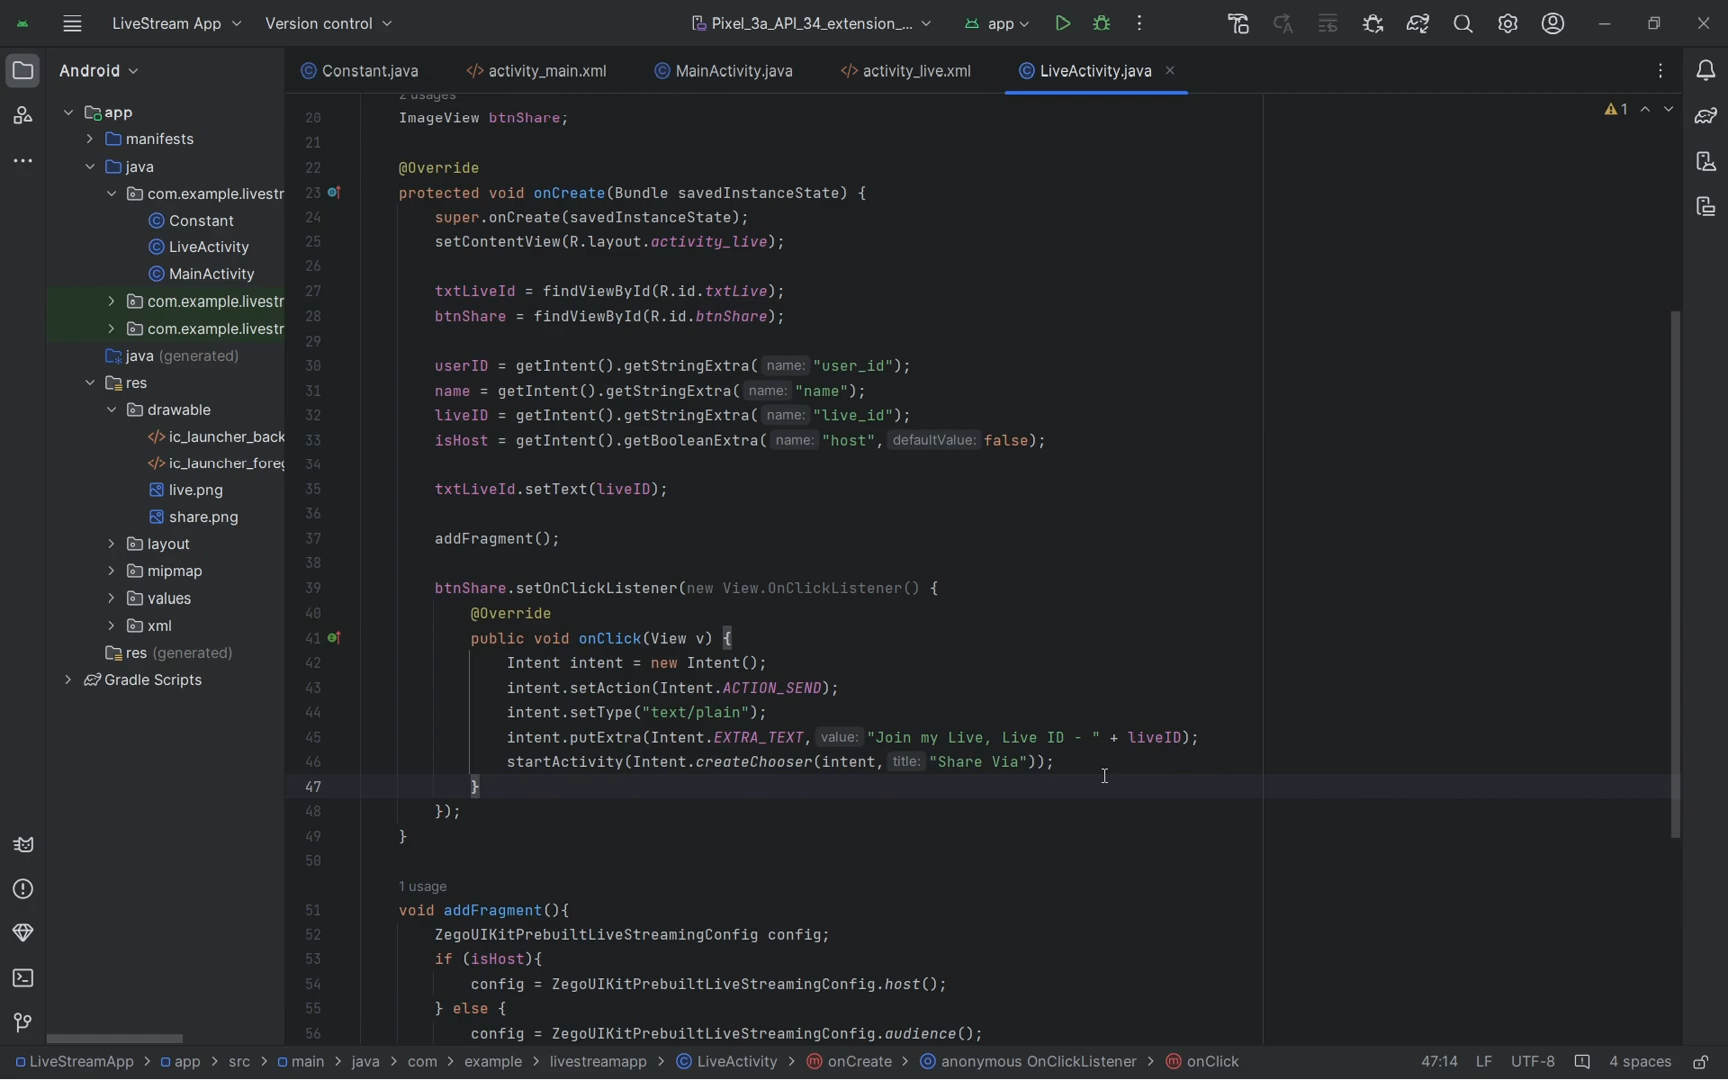 LiveStream App
Version control
Pixel_3a_API_34_extension_...
app
Android
Constant.java
activity_main.xml
MainActivity.java
activity_live.xml
LiveActivity.java
app
manifests
java
com.example.livestr
Constant
LiveActivity
MainActivity
com.example.livestr
com.example.livestr
java (generated)
res
drawable
ic_launcher_back
ic_launcher_foreg
live.png
share.png
layout
mipmap
values
xml
res (generated)
Gradle Scripts
1
2 usages
20 ImageView btnShare;
21
22 @Override
23 protected void onCreate(Bundle savedInstanceState) {
24 super.onCreate(savedInstanceState);
25 setContentView(R.layout.activity_live);
26
27 txtLiveId = findViewById(R.id.txtLive);
28 btnShare = findViewById(R.id.btnShare);
29
30 userID = getIntent().getStringExtra( name: "user_id");
31 name = getIntent().getStringExtra( name: "name");
32 liveID = getIntent().getStringExtra( name: "live_id");
33 isHost = getIntent().getBooleanExtra( name: "host", defaultValue: false);
34
35 txtLiveId.setText(liveID);
36
37 addFragment();
38
39 btnShare.setOnClickListener(new View.OnClickListener() {
40 @Override
41 public void onClick(View v) {
42 Intent intent = new Intent();
43 intent.setAction(Intent.ACTION_SEND);
44 intent.setType("text/plain");
45 intent.putExtra(Intent.EXTRA_TEXT, value: "Join my Live, Live ID - " + liveID);
46 startActivity(Intent.createChooser(intent, title: "Share Via"));
47 }
48 });
49 }
50
1 usage
51 void addFragment(){
52 ZegoUIKitPrebuiltLiveStreamingConfig config;
53 if (isHost){
54 config = ZegoUIKitPrebuiltLiveStreamingConfig.host();
55 } else {
56 config = ZegoUIKitPrebuiltLiveStreamingConfig.audience();
LiveStreamApp > app > src > main > java > com > example > livestreamapp > LiveActivity > onCreate > anonymous OnClickListener > onClick
47:14 LF UTF-8 4 spaces